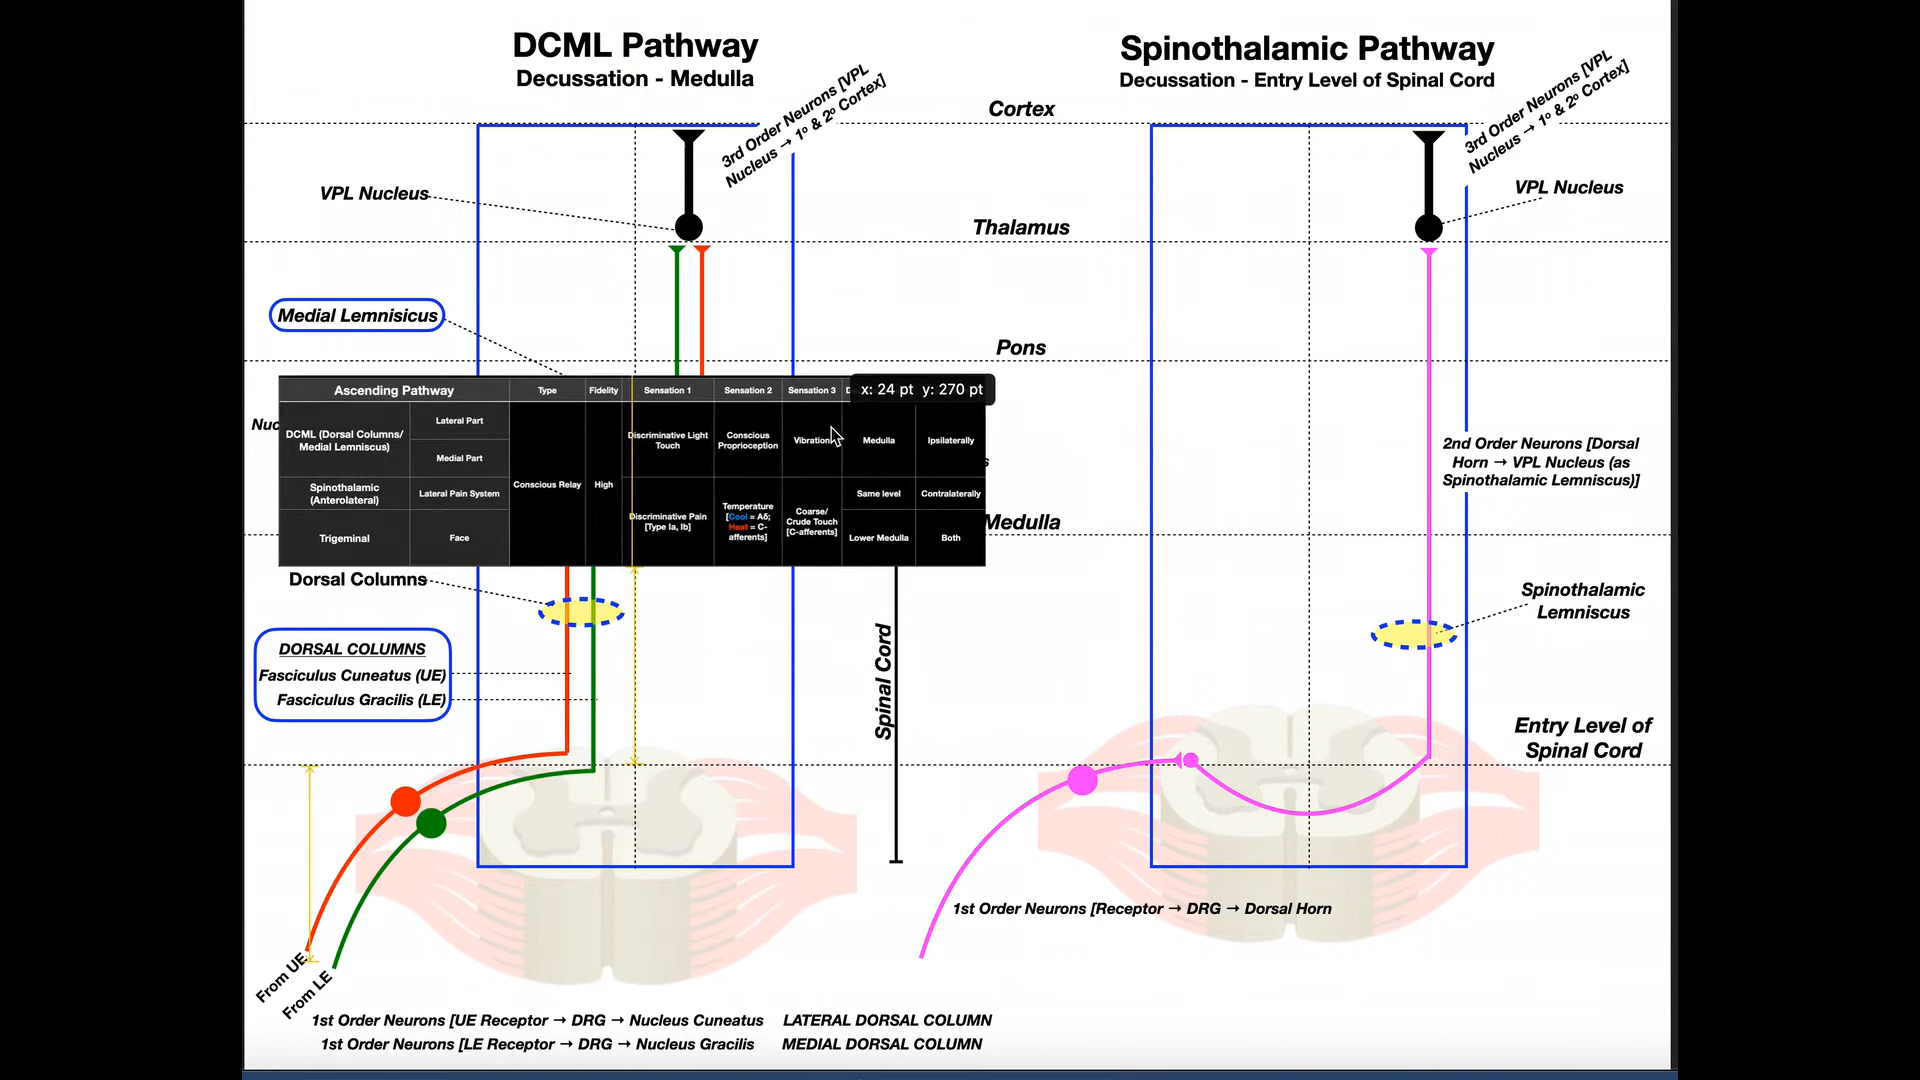 DCML Pathway
Decussation - Medulla
Spinothalamic Pathway
Decussation - Entry Level of Spinal Cord
3rd Order Neurons [VPL
Nucleus → 1º & 2º Cortex]
3rd Order Neurons [VPL
Nucleus → 1º & 2º Cortex]
Cortex
VPL Nucleus
VPL Nucleus
Thalamus
Medial Lemnisicus
Pons
Ascending Pathway
Type
Fidelity
Sensation 1
Sensation 2
Sensation 3
x: 24 pt y: 270 pt
DCML (Dorsal Columns/
Medial Lemniscus)
Lateral Part
Medial Part
Spinothalamic
(Anterolateral)
Lateral Pain System
Trigeminal
Face
Conscious Relay
High
Discriminative Light
Touch
Conscious
Proprioception
Vibration
Medulla
Ipsilaterally
Discriminative Pain
[Type Ia, Ib]
Temperature
[Cool = Aδ;
Heat = C-
afferents]
Coarse/
Crude Touch
[C-afferents]
Same level
Contralaterally
Lower Medulla
Both
2nd Order Neurons [Dorsal
Horn → VPL Nucleus (as
Spinothalamic Lemniscus)]
Medulla
Dorsal Columns
Spinothalamic
Lemniscus
DORSAL COLUMNS
Fasciculus Cuneatus (UE)
Fasciculus Gracilis (LE)
Spinal Cord
Entry Level of
Spinal Cord
1st Order Neurons [Receptor → DRG → Dorsal Horn
From UE
From LE
1st Order Neurons [UE Receptor → DRG → Nucleus Cuneatus LATERAL DORSAL COLUMN
1st Order Neurons [LE Receptor → DRG → Nucleus Gracilis MEDIAL DORSAL COLUMN